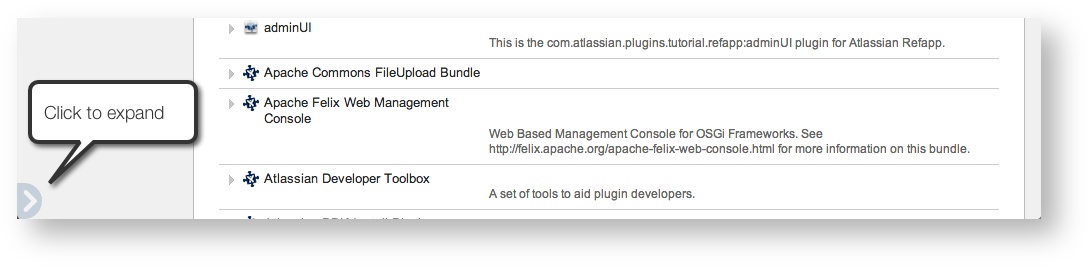 adminUI
This is the com.atlassian.plugins.tutorial.refapp:adminUI plugin for Atlassian Refapp.
Apache Commons FileUpload Bundle
Click to expand
Apache Felix Web Management
Console
Web Based Management Console for OSGi Frameworks. See
http://felix.apache.org/apache-felix-web-console.html for more information on this bundle.
Atlassian Developer Toolbox
A set of tools to aid plugin developers.